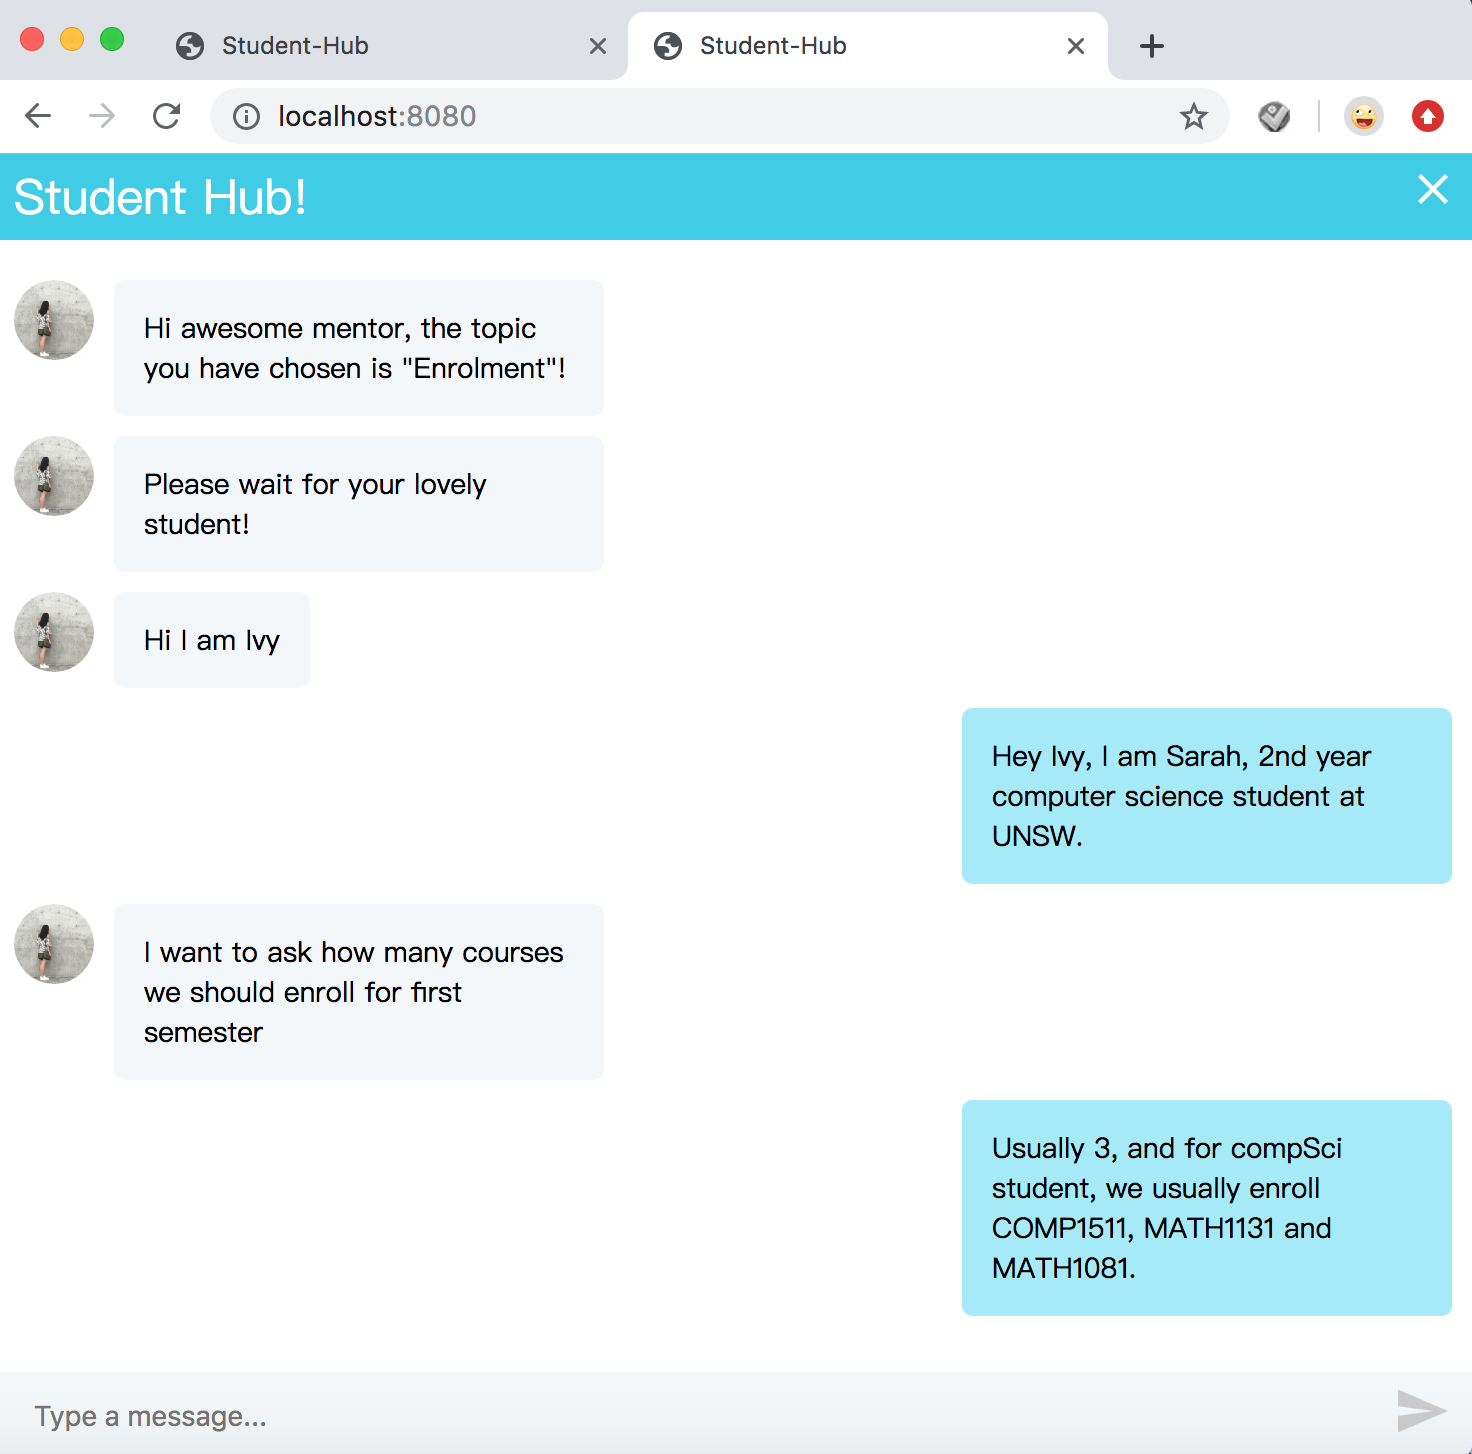 Student-Hub
Student-Hub
localhost:8080
Student Hub!
Hi awesome mentor, the topic
you have chosen is "Enrolment"!
Please wait for your lovely
student!
Hi I am Ivy
Hey Ivy, I am Sarah, 2nd year
computer science student at
UNSW.
I want to ask how many courses
we should enroll for first
semester
Usually 3, and for compSci
student, we usually enroll
COMP1511, MATH1131 and
MATH1081.
Type a message...